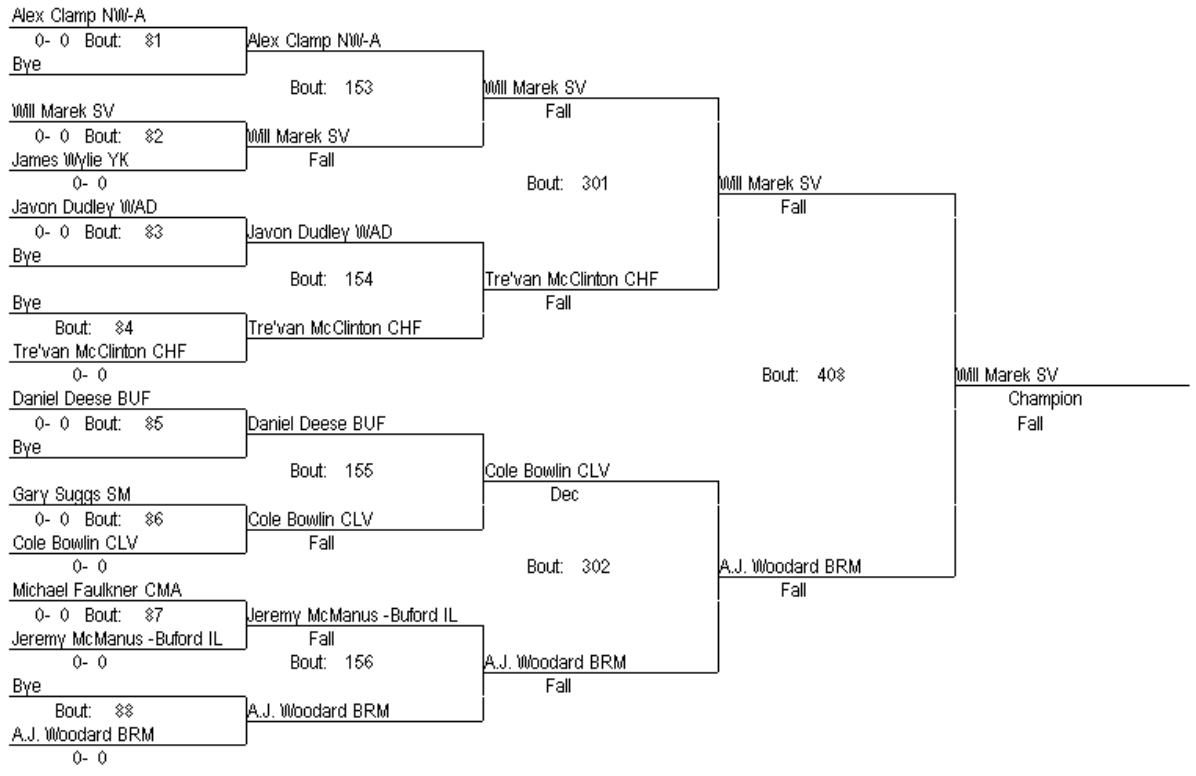 Alex Clamp NW-A
0- 0 Bout: 81
Bye
Will Marek SV
0- 0 Bout: 82
James Wylie YK
0- 0
Javon Dudley WAD
0- 0 Bout: 83
Bye
Bye
Bout: 84
Tre'van McClinton CHF
0- 0
Daniel Deese BUF
0- 0 Bout: 85
Bye
Gary Suggs SM
0- 0 Bout: 86
Cole Bowlin CLV
0- 0
Michael Faulkner CMA
0- 0 Bout: 87
Jeremy McManus -Buford IL
0- 0
Bye
Bout: 88
A.J. Woodard BRM
0- 0
Alex Clamp NW-A
Bout: 153
Will Marek SV
Fall
Javon Dudley WAD
Bout: 154
Tre'van McClinton CHF
Daniel Deese BUF
Bout: 155
Cole Bowlin CLV
Fall
Jeremy McManus -Buford IL
Fall
Bout: 156
A.J. Woodard BRM
Will Marek SV
Fall
Bout: 301
Tre'van McClinton CHF
Fall
Cole Bowlin CLV
Dec
Bout: 302
A.J. Woodard BRM
Fall
Will Marek SV
Fall
Bout: 408
A.J. Woodard BRM
Fall
Will Marek SV
Champion
Fall